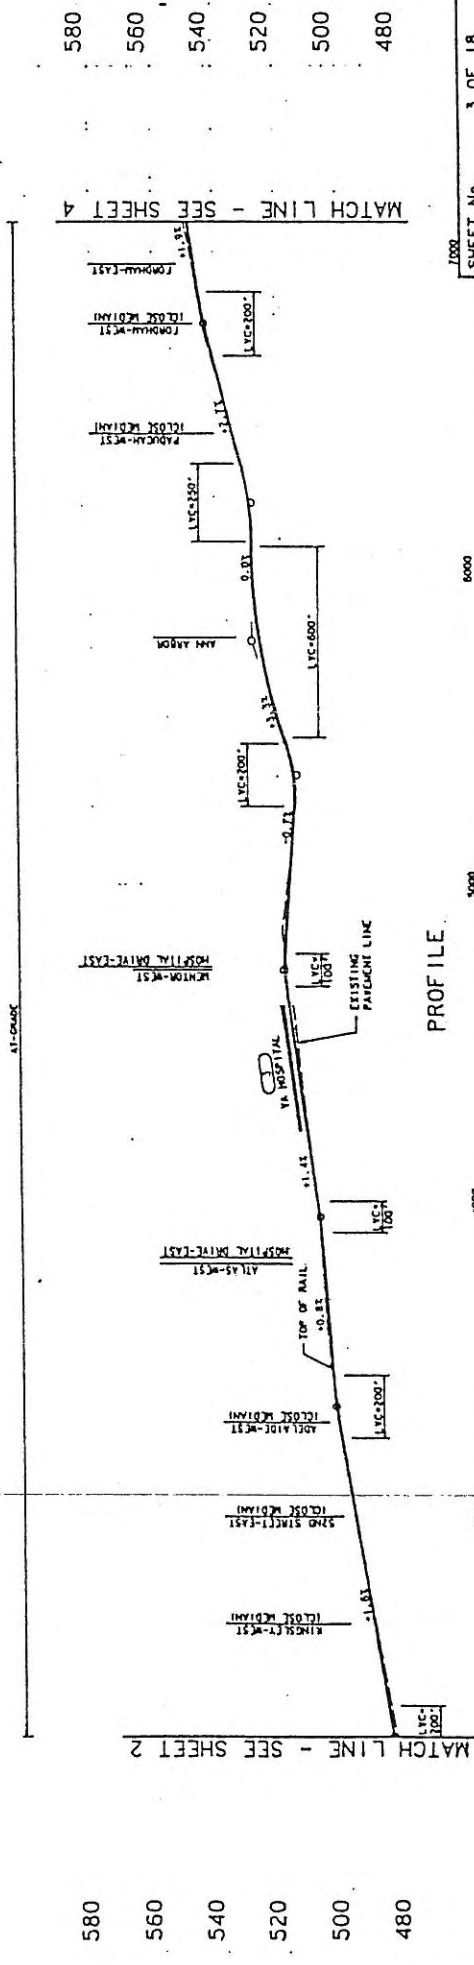 AT-GRADE
580
560
540
520
500
480
MATCH LINE - SEE SHEET 2
LVC=
200'
KINGSLEY-WEST
(CLOSE MEDIAN)
+1.6%
52ND STREET-EAST
(CLOSE MEDIAN)
ADELAIDE-WEST
(CLOSE MEDIAN)
LVC=200'
TOP OF RAIL
+0.8%
ATLAS-WEST
HOSPITAL DRIVE-EAST
LVC=
100'
+1.4%
3
VA HOSPITAL
EXISTING
PAVEMENT LINE
MENTOR-WEST
HOSPITAL DRIVE-EAST
LVC=
100'
-0.7%
LVC=200'
+3.3%
LVC=600'
ANN ARBOR
0.0%
LVC=250'
+2.7%
PADUCAH-WEST
(CLOSE MEDIAN)
FORDHAM-WEST
(CLOSE MEDIAN)
LVC=200'
FORDHAM-EAST
+1.9%
MATCH LINE - SEE SHEET 4
580
560
540
520
500
480
PROFILE
5000
6000
7000
SHEET No. 3 OF 18